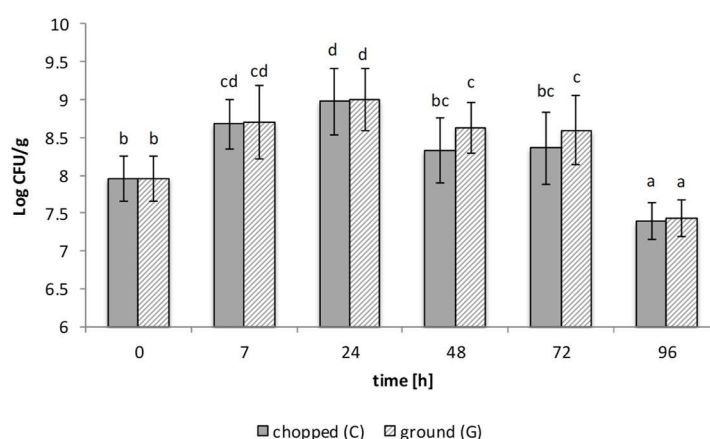 10
9.5
9
8.5
8
7.5
7
6.5
6
Log CFU/g
b b
cd cd
d d
bc c
bc c
a a
0 7 24 48 72 96
time [h]
chopped (C) ground (G)